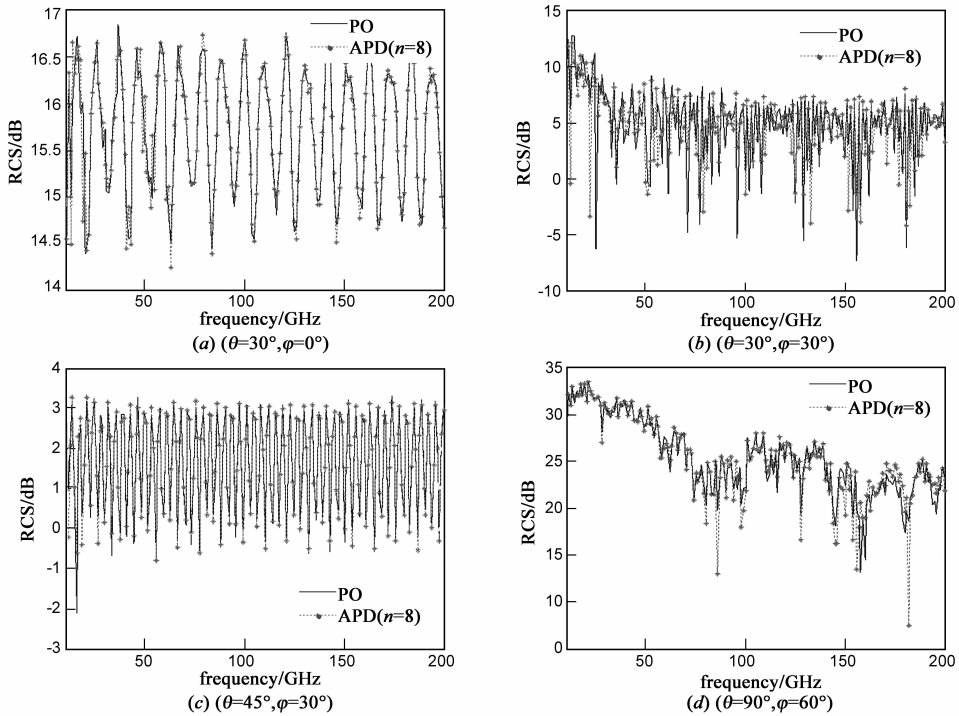 17
16.5
16
15.5
15
14.5
14
RCS/dB
PO
APD(n=8)
50 100 150 200
frequency/GHz
(a) (θ=30°,φ=0°)
15
10
5
0
-5
-10
RCS/dB
PO
APD(n=8)
50 100 150 200
frequency/GHz
(b) (θ=30°,φ=30°)
4
3
2
1
0
-1
-2
-3
RCS/dB
PO
APD(n=8)
50 100 150 200
frequency/GHz
(c) (θ=45°,φ=30°)
35
30
25
20
15
10
0
RCS/dB
PO
APD(n=8)
50 100 150 200
frequency/GHz
(d) (θ=90°,φ=60°)